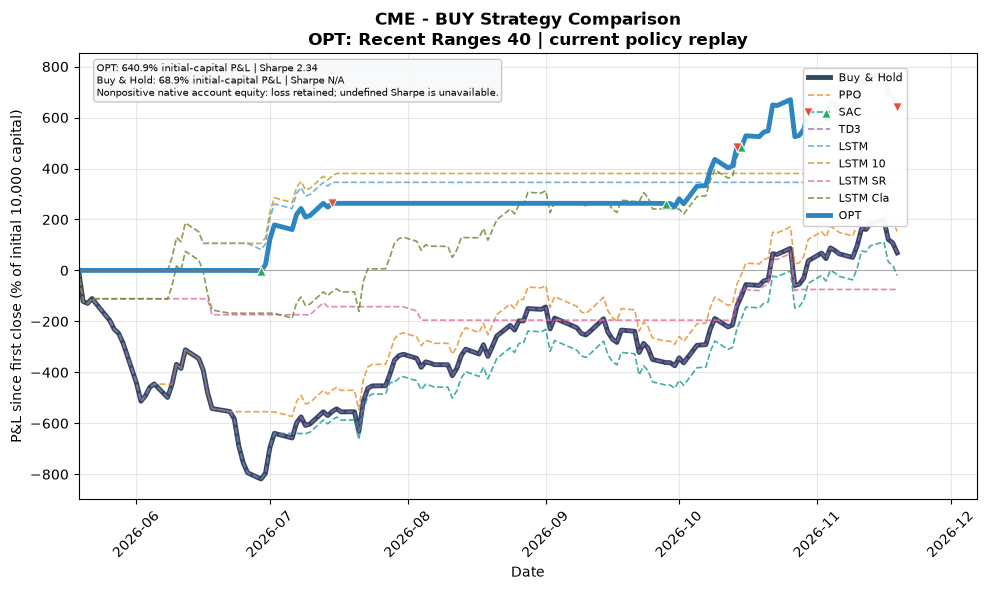 CME - BUY Strategy Comparison
OPT: Recent Ranges 40 | current policy replay
OPT: 640.9% initial-capital P&L | Sharpe 2.34
Buy & Hold: 68.9% initial-capital P&L | Sharpe N/A
Nonpositive native account equity: loss retained; undefined Sharpe is unavailable.
Buy & Hold
PPO
SAC
TD3
LSTM
LSTM 10
LSTM SR
LSTM Cla
OPT
P&L since first close (% of initial 10,000 capital)
800
600
400
200
0
−200
−400
−600
−800
2026-06
2026-07
2026-08
2026-09
2026-10
2026-11
2026-12
Date